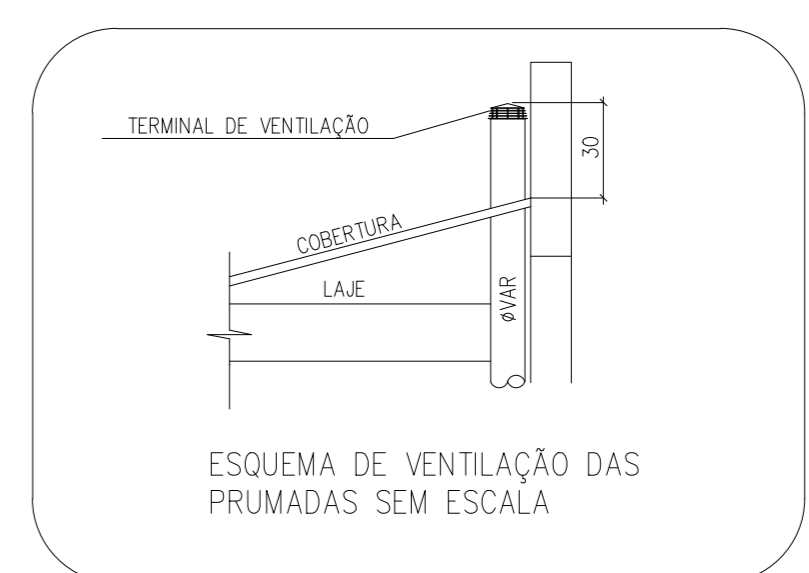 TERMINAL DE VENTILAÇÃO
30
COBERTURA
LAJE
øVAR
ESQUEMA DE VENTILAÇÃO DAS
PRUMADAS SEM ESCALA